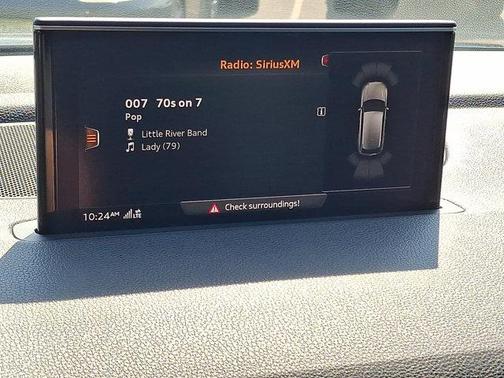 Radio: SiriusXM
007 70s on 7
Pop
Little River Band
Lady (79)
10:24AM LTE
Check surroundings!